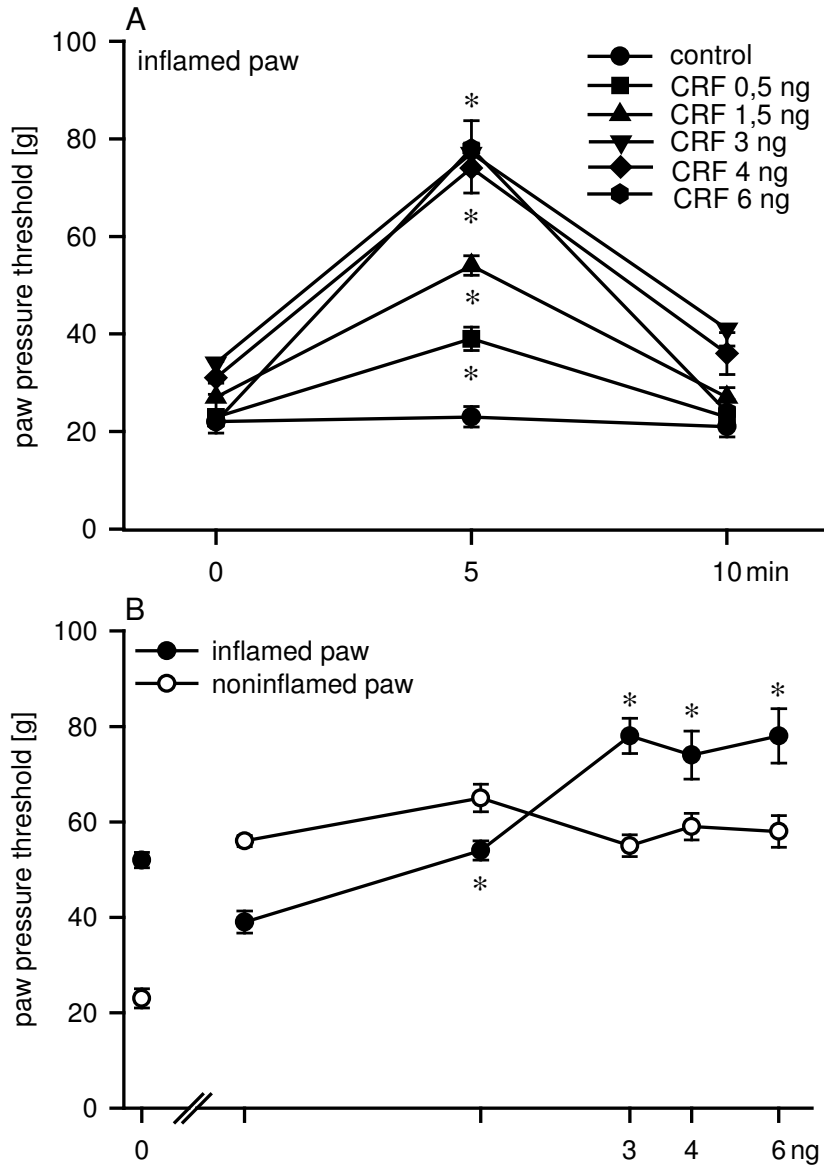 A
100
80
60
40
20
0
paw pressure threshold [g]
inflamed paw
control
CRF 0,5 ng
CRF 1,5 ng
CRF 3 ng
CRF 4 ng
CRF 6 ng
*
*
*
*
0 5 10 min
B
100
80
60
40
20
0
paw pressure threshold [g]
inflamed paw
noninflamed paw
* * * *
0 3 4 6 ng